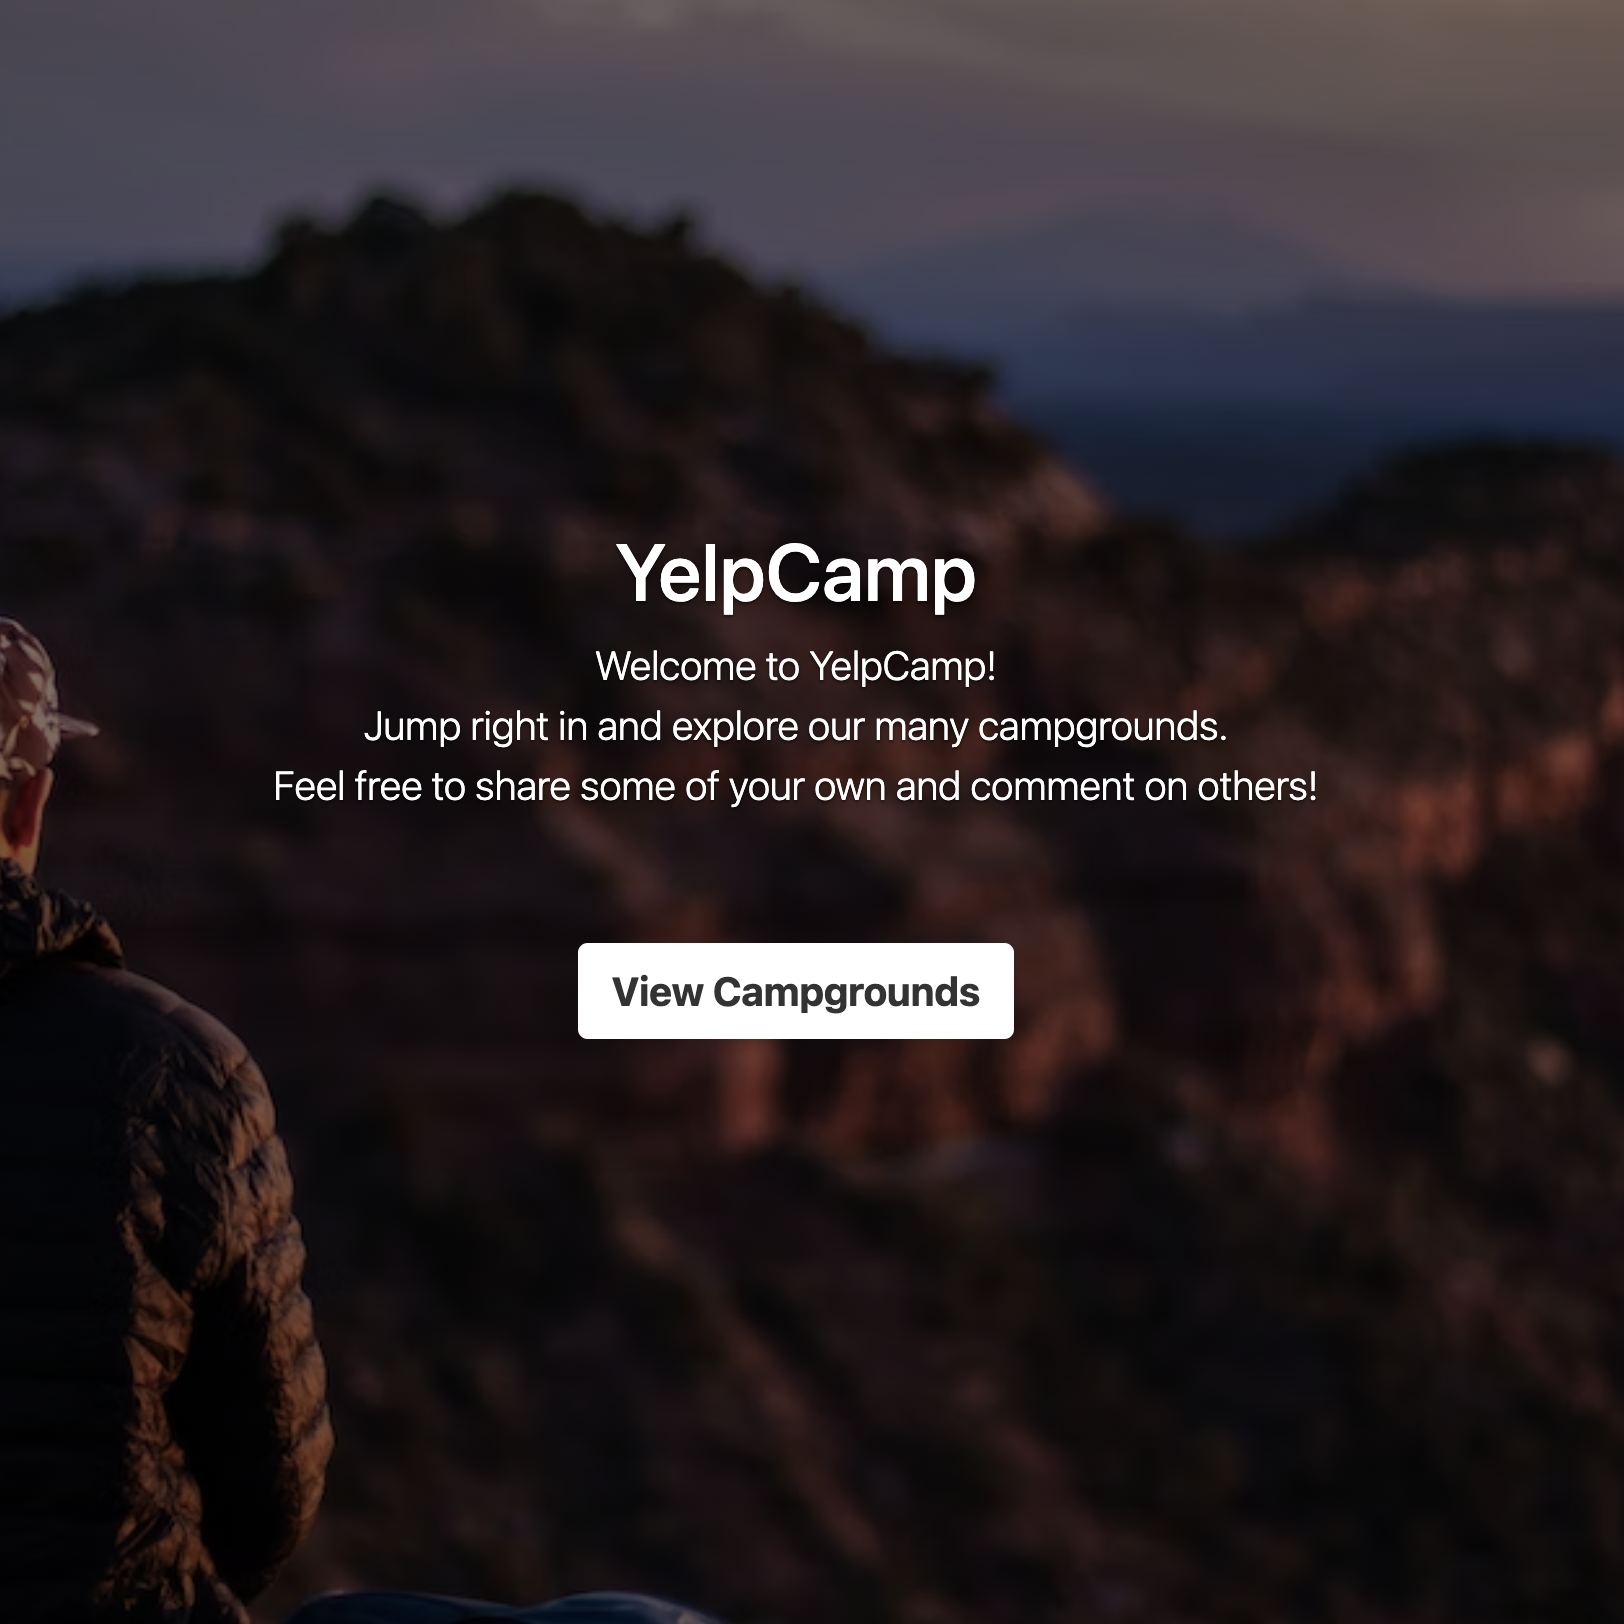 YelpCamp
Welcome to YelpCamp!
Jump right in and explore our many campgrounds.
Feel free to share some of your own and comment on others!
View Campgrounds